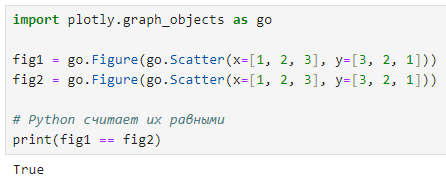 import plotly.graph_objects as go
fig1 = go.Figure(go.Scatter(x=[1, 2, 3], y=[3, 2, 1]))
fig2 = go.Figure(go.Scatter(x=[1, 2, 3], y=[3, 2, 1]))
# Python считает их равными
print(fig1 == fig2)
True